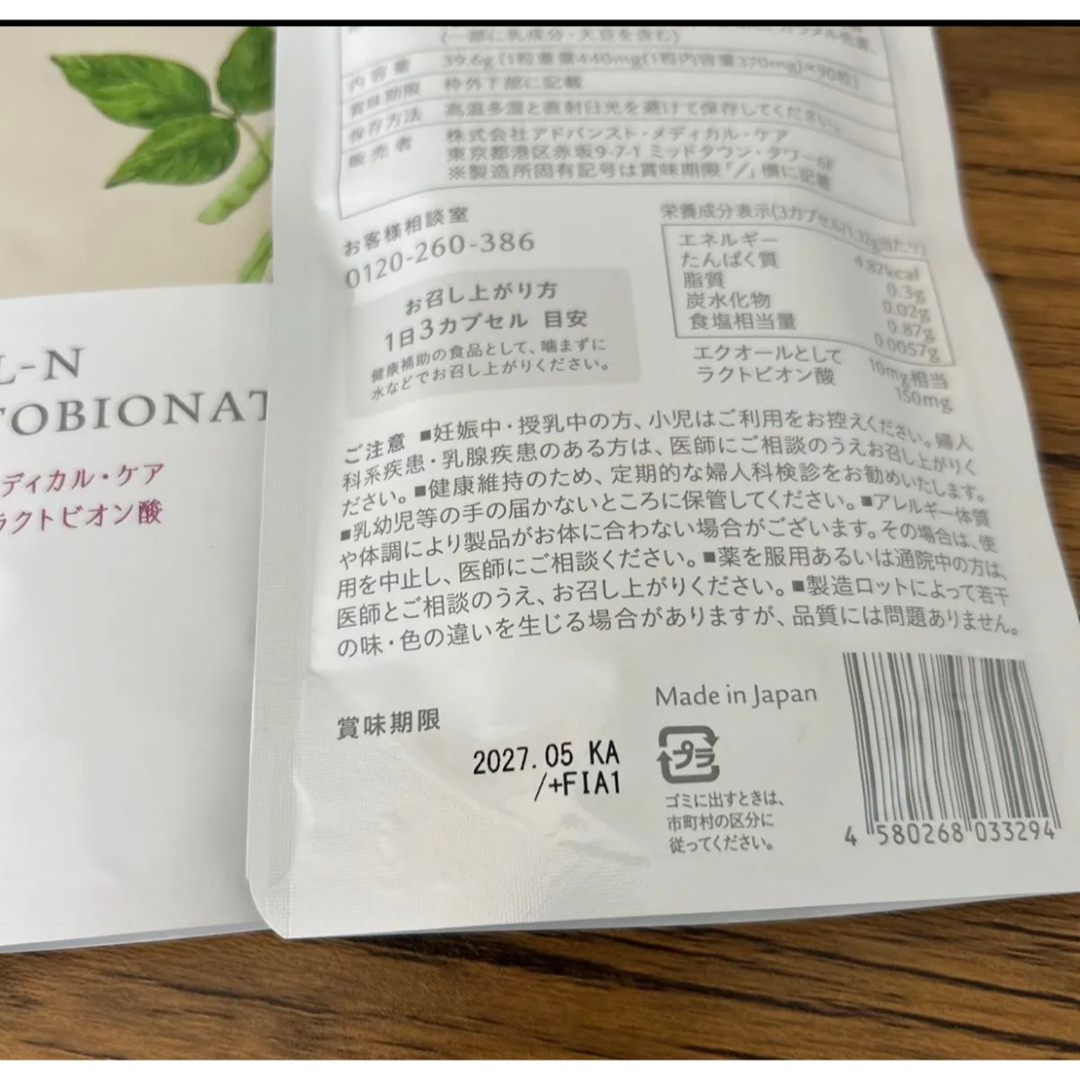 L-N
TOBIONAT
ディカル・ケア
ラクトビオン酸
(一部に乳成分・大豆を含む)
内容量 39.6g(1粒重量440mg(1粒内容量370mg)×90粒)
賞味期限 枠外下部に記載
保存方法 高温多湿と直射日光を避けて保存してください。
販売者 株式会社アドバンスト・メディカル・ケア
東京都港区赤坂9-7-1 ミッドタウン・タワー6F
※製造所固有記号は賞味期限「/」横に記載
お客様相談室
0120-260-386
お召し上がり方
1日3カプセル 目安
健康補助の食品として、噛まずに
水などでお召し上がりください。
栄養成分表示(3カプセル(1.32g)当たり)
エネルギー 4.87kcal
たんぱく質 0.3g
脂質 0.02g
炭水化物 0.87g
食塩相当量 0.0057g
エクオールとして 10mg相当
ラクトビオン酸 150mg
ご注意 ■妊娠中・授乳中の方、小児はご利用をお控えください。婦人
科系疾患・乳腺疾患のある方は、医師にご相談のうえお召し上がりく
ださい。■健康維持のため、定期的な婦人科検診をお勧めいたします。
■乳幼児等の手の届かないところに保管してください。■アレルギー体質
や体調により製品がお体に合わない場合がございます。その場合は、使
用を中止し、医師にご相談ください。■薬を服用あるいは通院中の方は、
医師とご相談のうえ、お召し上がりください。■製造ロットによって若干
の味・色の違いを生じる場合がありますが、品質には問題ありません。
賞味期限
2027.05 KA
/+FIA1
Made in Japan
プラ
ゴミに出すときは、
市町村の区分に
従ってください。
4 580268 033294